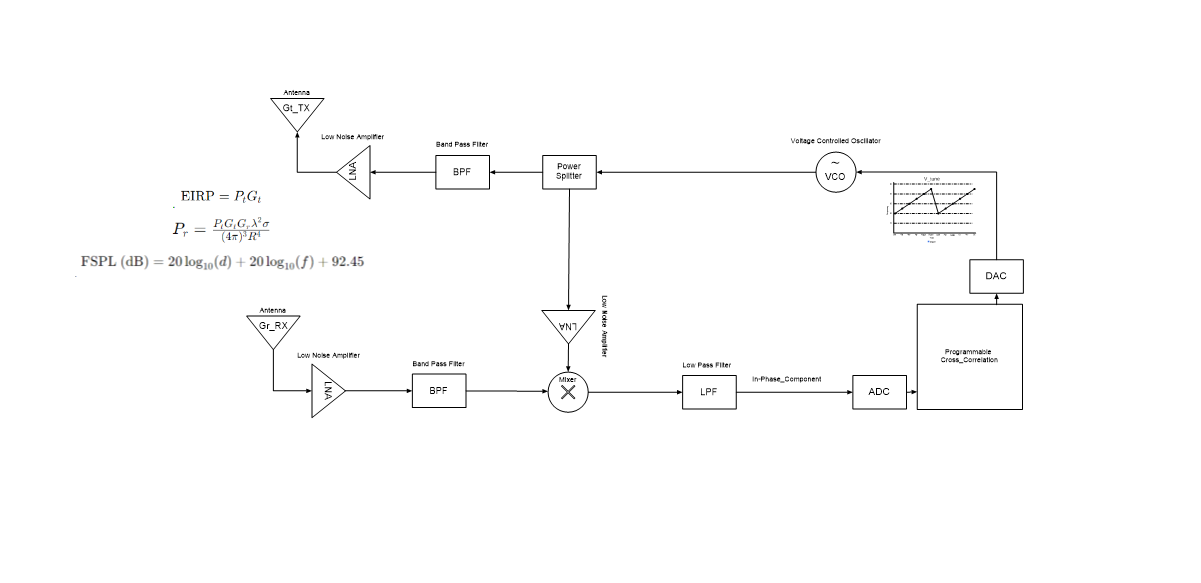 Antenna
Gt_TX
Low Noise Amplifier
LNA
Band Pass Filter
BPF
Power
Splitter
Voltage Controlled Oscillator
~
VCO
V_tune
EIRP = PₜGₜ
Pᵣ = PₜGₜGᵣλ²σ / (4π)³R⁴
FSPL (dB) = 20 log₁₀(d) + 20 log₁₀(f) + 92.45
DAC
Antenna
Gr_RX
Low Noise Amplifier
LNA
Band Pass Filter
BPF
LNA
Low Noise Amplifier
Mixer
Low Pass Filter
LPF
In-Phase_Component
ADC
Programmable
Cross_Correlation